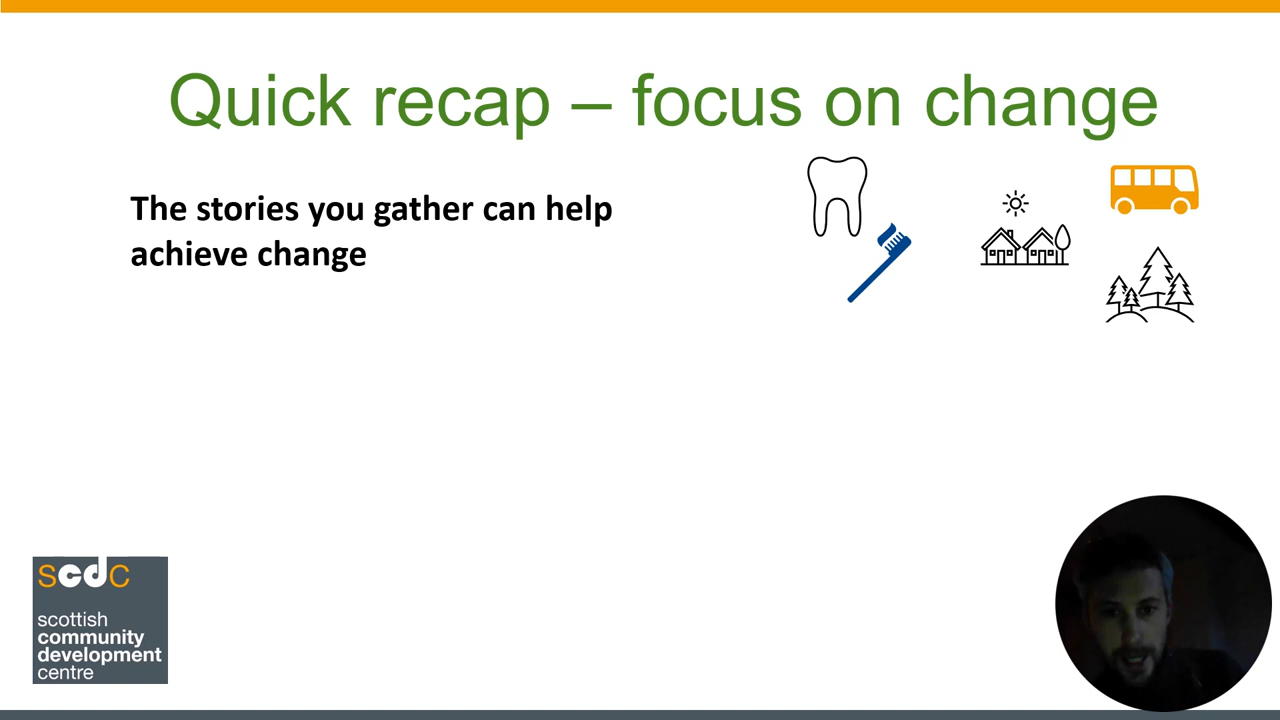 Quick recap – focus on change
The stories you gather can help
achieve change
scdc
scottish
community
development
centre